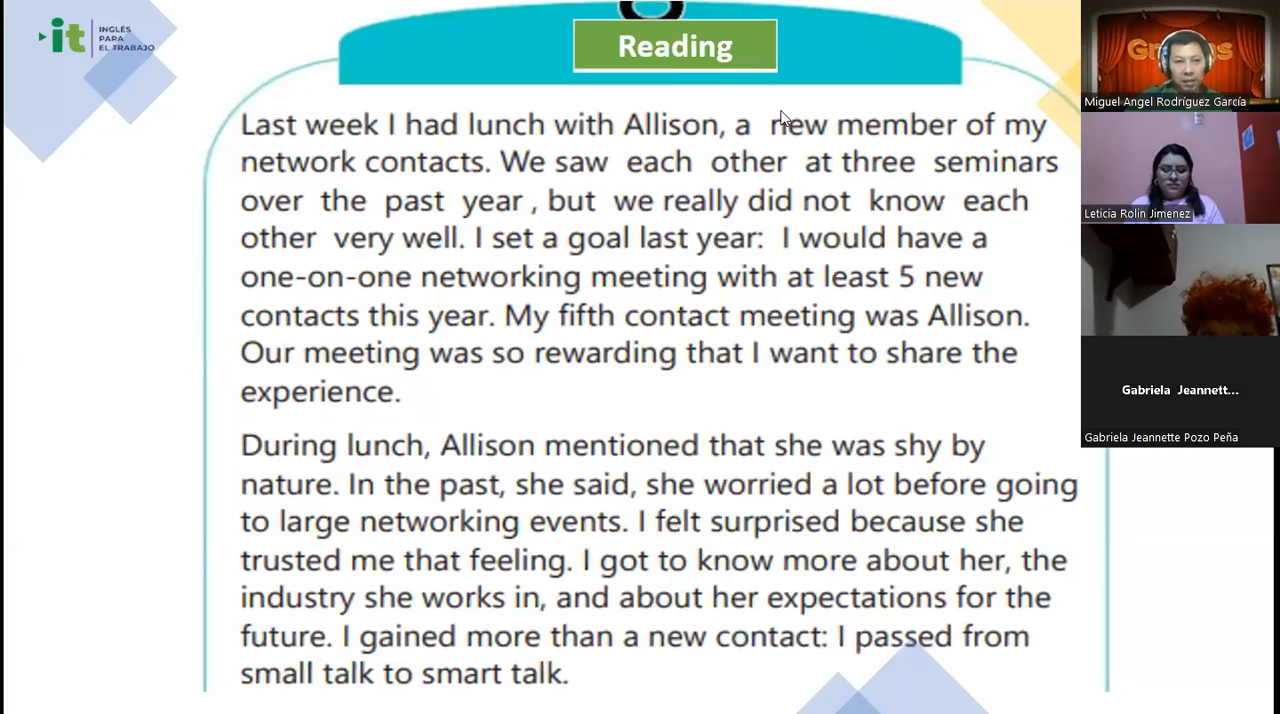 it
INGLÉS
PARA
EL TRABAJO
Reading
Last week I had lunch with Allison, a new member of my
network contacts. We saw each other at three seminars
over the past year, but we really did not know each
other very well. I set a goal last year: I would have a
one-on-one networking meeting with at least 5 new
contacts this year. My fifth contact meeting was Allison.
Our meeting was so rewarding that I want to share the
experience.
During lunch, Allison mentioned that she was shy by
nature. In the past, she said, she worried a lot before going
to large networking events. I felt surprised because she
trusted me that feeling. I got to know more about her, the
industry she works in, and about her expectations for the
future. I gained more than a new contact: I passed from
small talk to smart talk.
Miguel Angel Rodríguez García
Leticia Rolín Jimenez
Gabriela Jeannett...
Gabriela Jeannette Pozo Peña